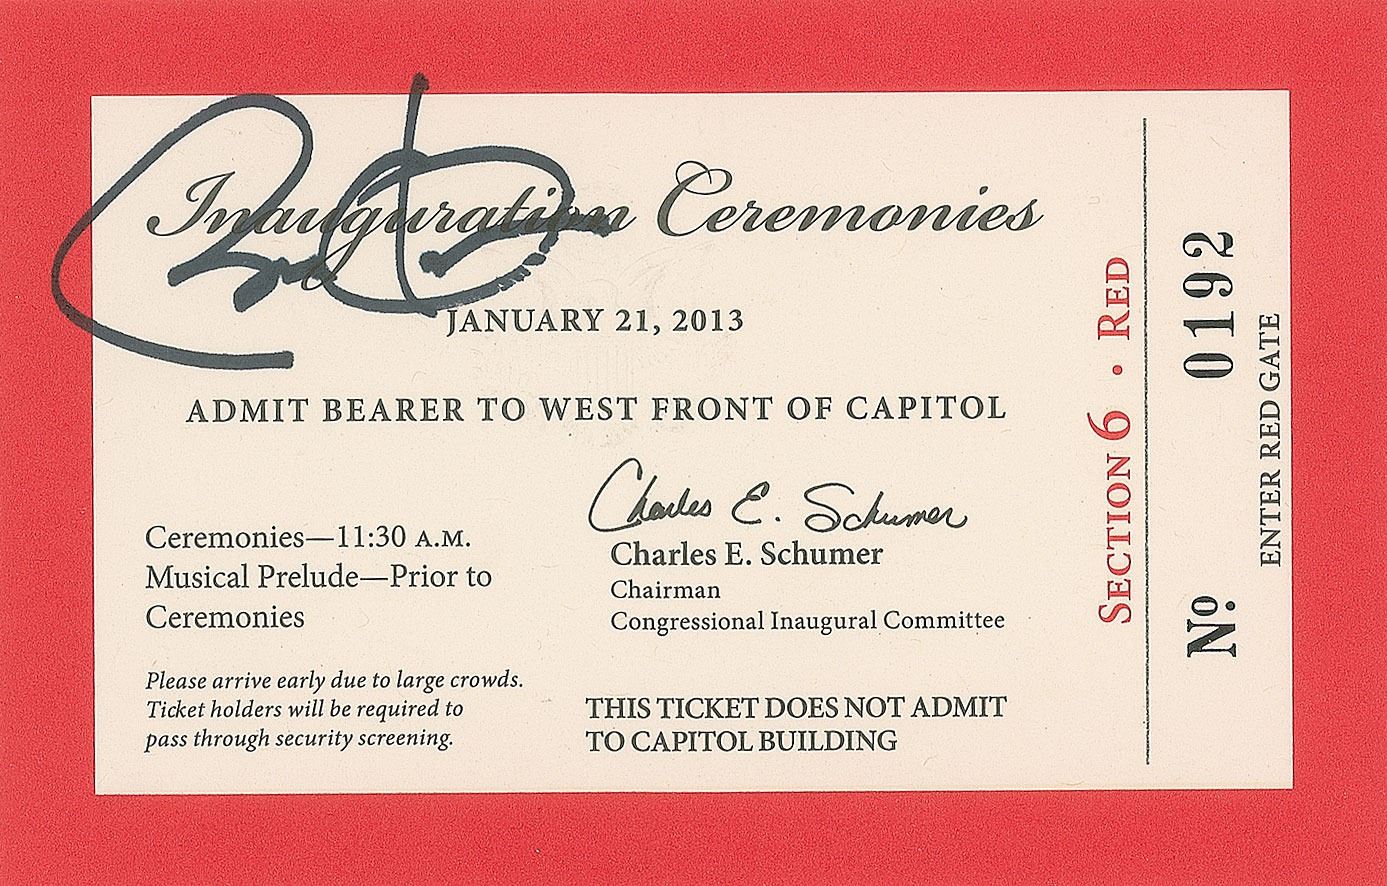 Inauguration Ceremonies
JANUARY 21, 2013
ADMIT BEARER TO WEST FRONT OF CAPITOL
Ceremonies—11:30 A.M.
Musical Prelude—Prior to
Ceremonies
Please arrive early due to large crowds.
Ticket holders will be required to
pass through security screening.
Charles E. Schumer
Charles E. Schumer
Chairman
Congressional Inaugural Committee
THIS TICKET DOES NOT ADMIT
TO CAPITOL BUILDING
SECTION 6 · RED
No. 0192
ENTER RED GATE